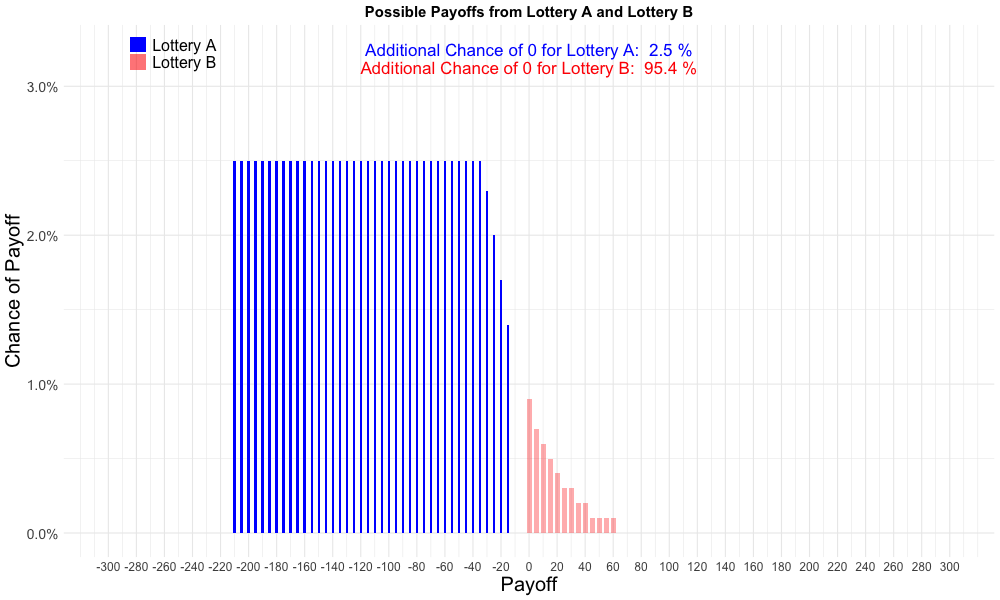 Possible Payoffs from Lottery A and Lottery B
Lottery A
Lottery B
Additional Chance of 0 for Lottery A: 2.5 %
Additional Chance of 0 for Lottery B: 95.4 %
Chance of Payoff
3.0%
2.0%
1.0%
0.0%
-300 -280 -260 -240 -220 -200 -180 -160 -140 -120 -100 -80 -60 -40 -20 0 20 40 60 80 100 120 140 160 180 200 220 240 260 280 300
Payoff